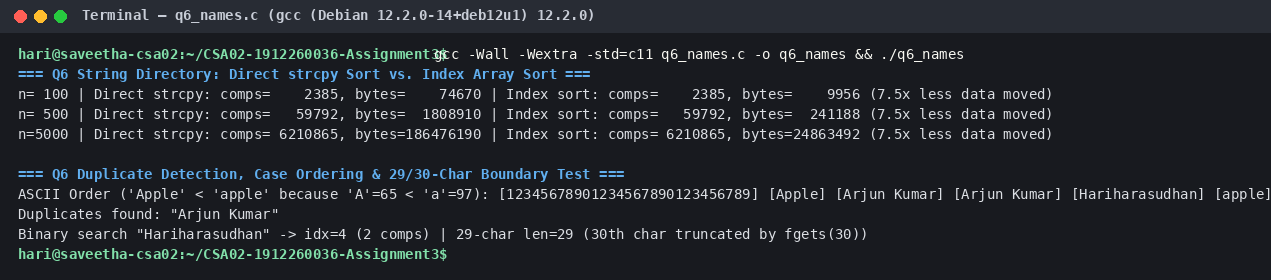 Terminal — q6_names.c (gcc (Debian 12.2.0-14+deb12u1) 12.2.0)
hari@saveetha-csa02:~/CSA02-1912260036-Assignment3$ gcc -Wall -Wextra -std=c11 q6_names.c -o q6_names && ./q6_names
=== Q6 String Directory: Direct strcpy Sort vs. Index Array Sort ===
n= 100 | Direct strcpy: comps=    2385, bytes=    74670 | Index sort: comps=    2385, bytes=    9956 (7.5x less data moved)
n= 500 | Direct strcpy: comps=   59792, bytes=  1808910 | Index sort: comps=   59792, bytes=  241188 (7.5x less data moved)
n=5000 | Direct strcpy: comps= 6210865, bytes=186476190 | Index sort: comps= 6210865, bytes=24863492 (7.5x less data moved)
=== Q6 Duplicate Detection, Case Ordering & 29/30-Char Boundary Test ===
ASCII Order ('Apple' < 'apple' because 'A'=65 < 'a'=97): [12345678901234567890123456789] [Apple] [Arjun Kumar] [Arjun Kumar] [Hariharasudhan] [apple]
Duplicates found: "Arjun Kumar"
Binary search "Hariharasudhan" -> idx=4 (2 comps) | 29-char len=29 (30th char truncated by fgets(30))
hari@saveetha-csa02:~/CSA02-1912260036-Assignment3$